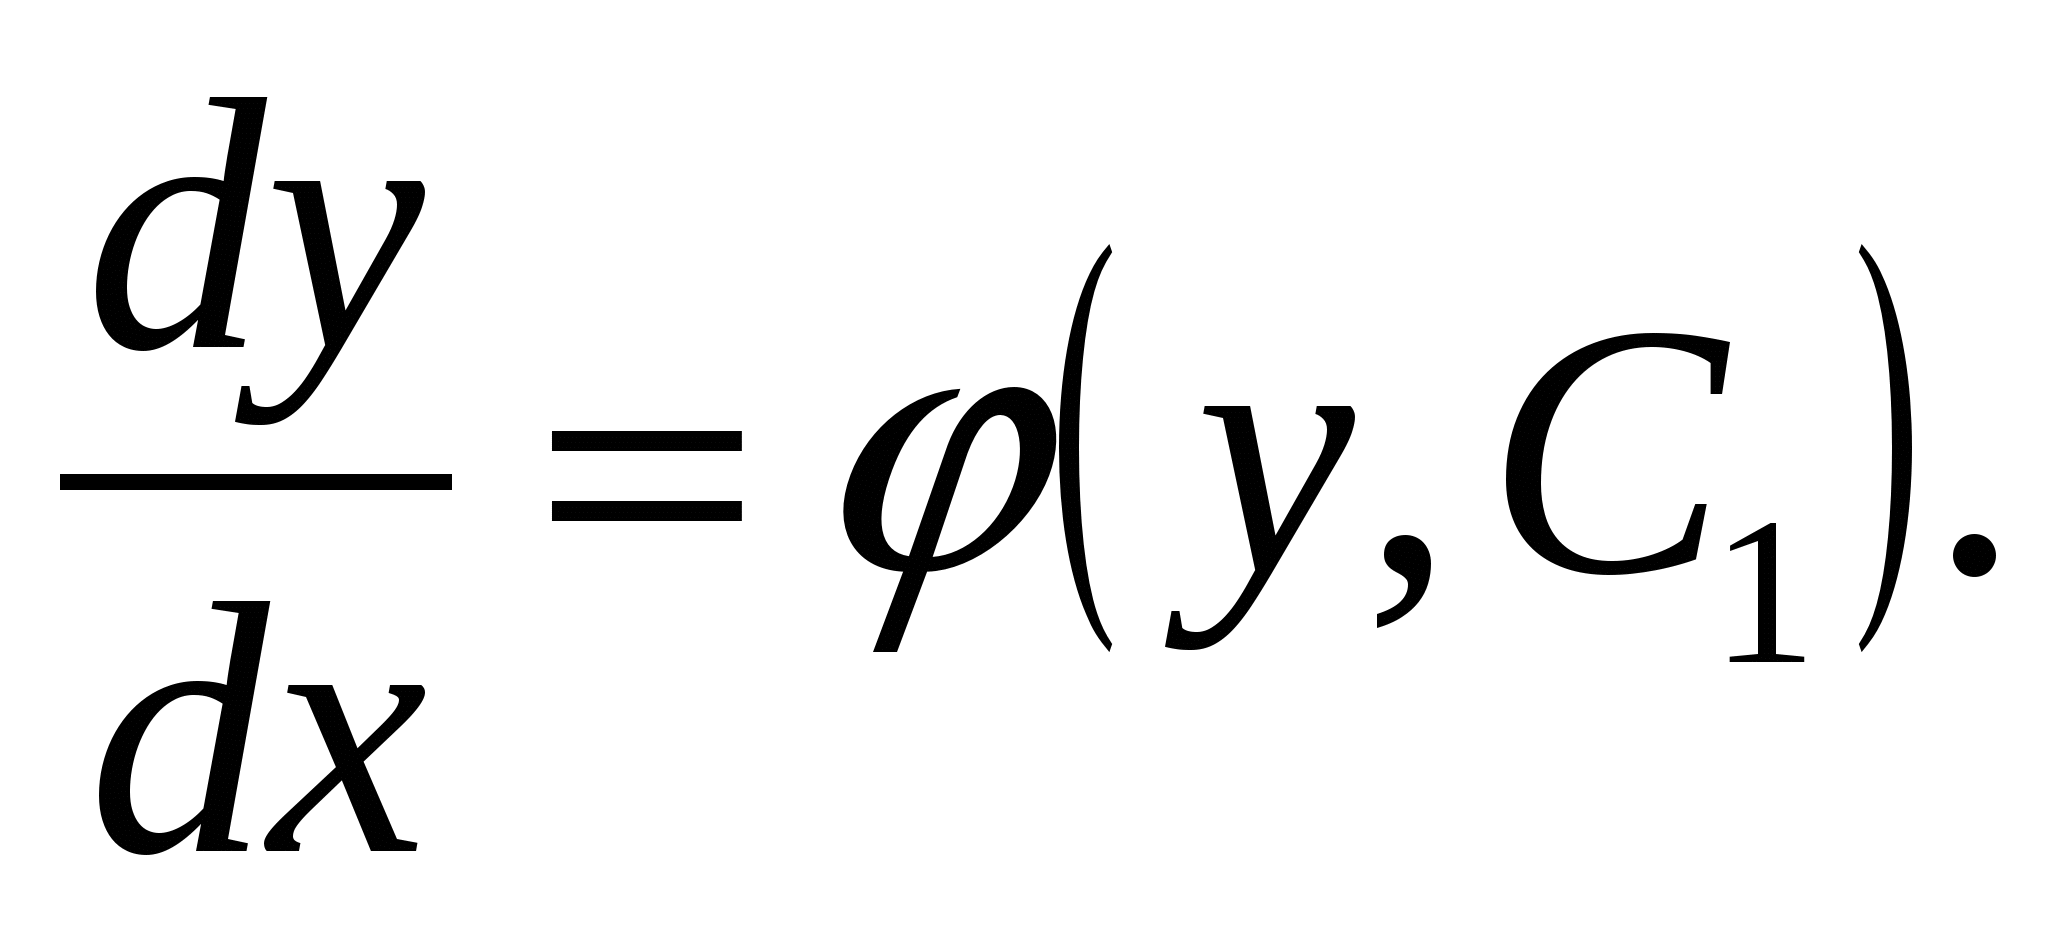 dy/dx = φ(y, C₁).